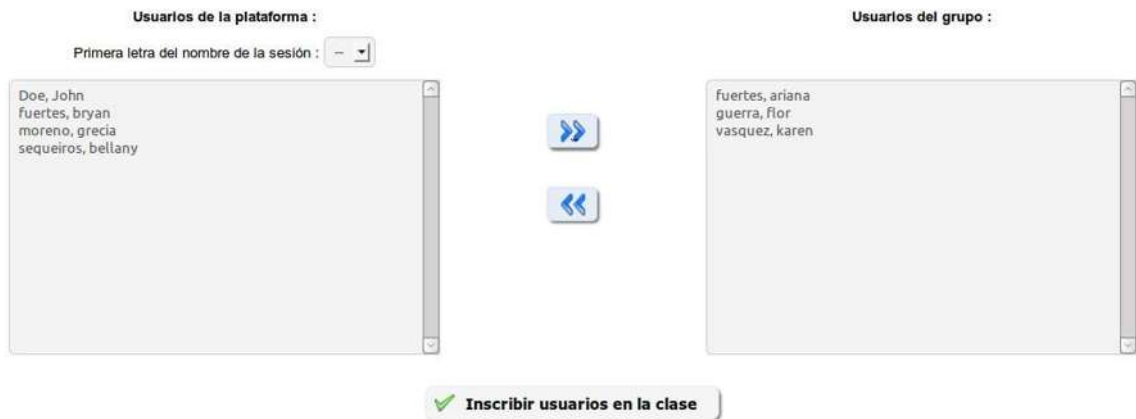 Usuarios de la plataforma :
Primera letra del nombre de la sesión : --
Doe, John
fuertes, bryan
moreno, grecia
sequeiros, bellany
Usuarios del grupo :
fuertes, ariana
guerra, flor
vasquez, karen
Inscribir usuarios en la clase